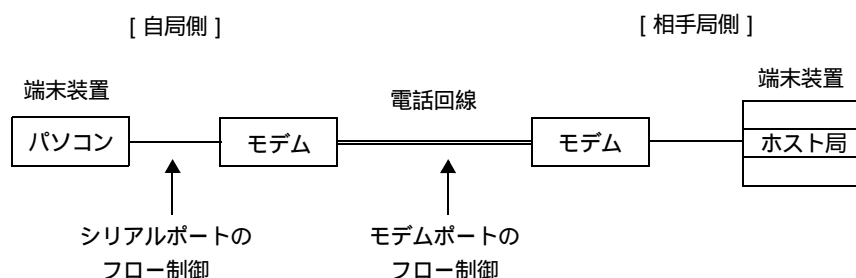 [ 自局側 ]
[ 相手局側 ]
端末装置
電話回線
端末装置
パソコン
モデム
モデム
ホスト局
シリアルポートの
フロー制御
モデムポートの
フロー制御